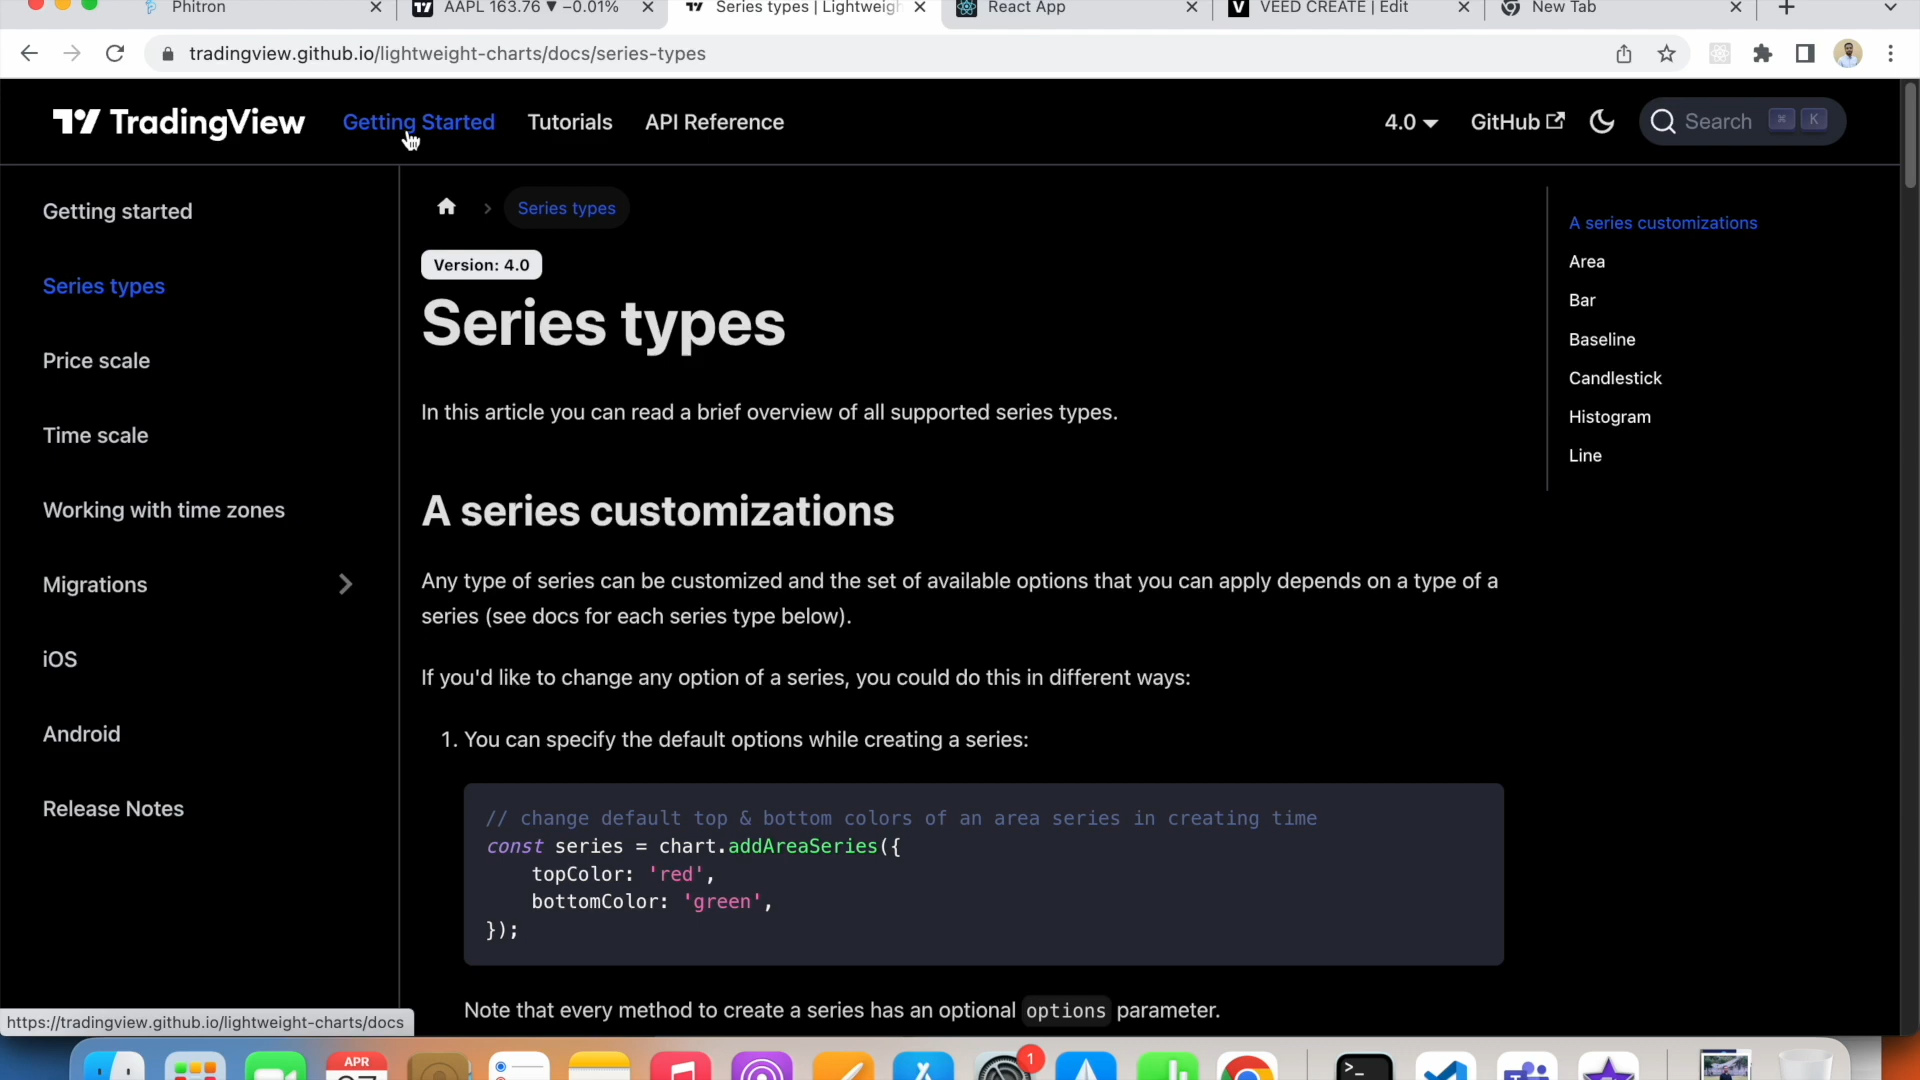 Phitron
AAPL 163.76 ▼ −0.01%
Series types | Lightweigh
React App
VEED CREATE | Edit
New Tab
tradingview.github.io/lightweight-charts/docs/series-types
TradingView
Getting Started
Tutorials
API Reference
4.0
GitHub
Search
⌘ K
Getting started
Series types
Price scale
Time scale
Working with time zones
Migrations
iOS
Android
Release Notes
Series types
Version: 4.0
Series types
In this article you can read a brief overview of all supported series types.
A series customizations
Any type of series can be customized and the set of available options that you can apply depends on a type of a
series (see docs for each series type below).
If you'd like to change any option of a series, you could do this in different ways:
1. You can specify the default options while creating a series:
// change default top & bottom colors of an area series in creating time
const series = chart.addAreaSeries({
topColor: 'red',
bottomColor: 'green',
});
Note that every method to create a series has an optional options parameter.
A series customizations
Area
Bar
Baseline
Candlestick
Histogram
Line
https://tradingview.github.io/lightweight-charts/docs
APR
1
>_